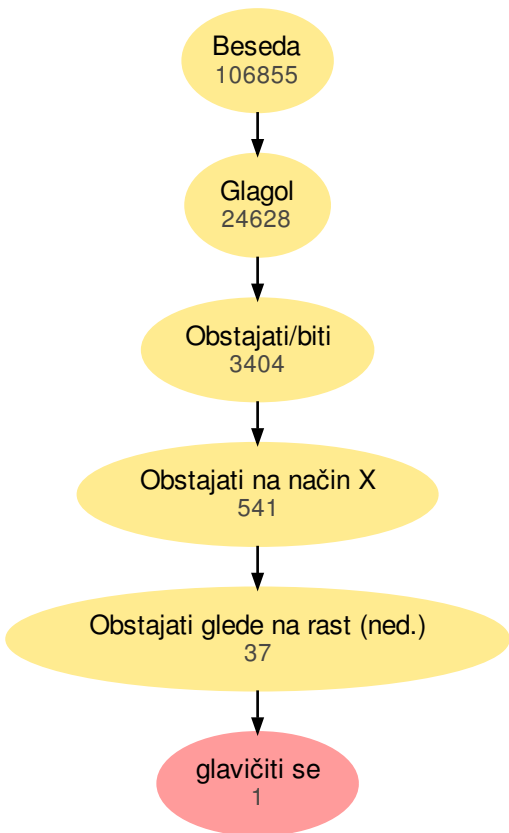 Beseda
106855
Glagol
24628
Obstajati/biti
3404
Obstajati na način X
541
Obstajati glede na rast (ned.)
37
glavičiti se
1